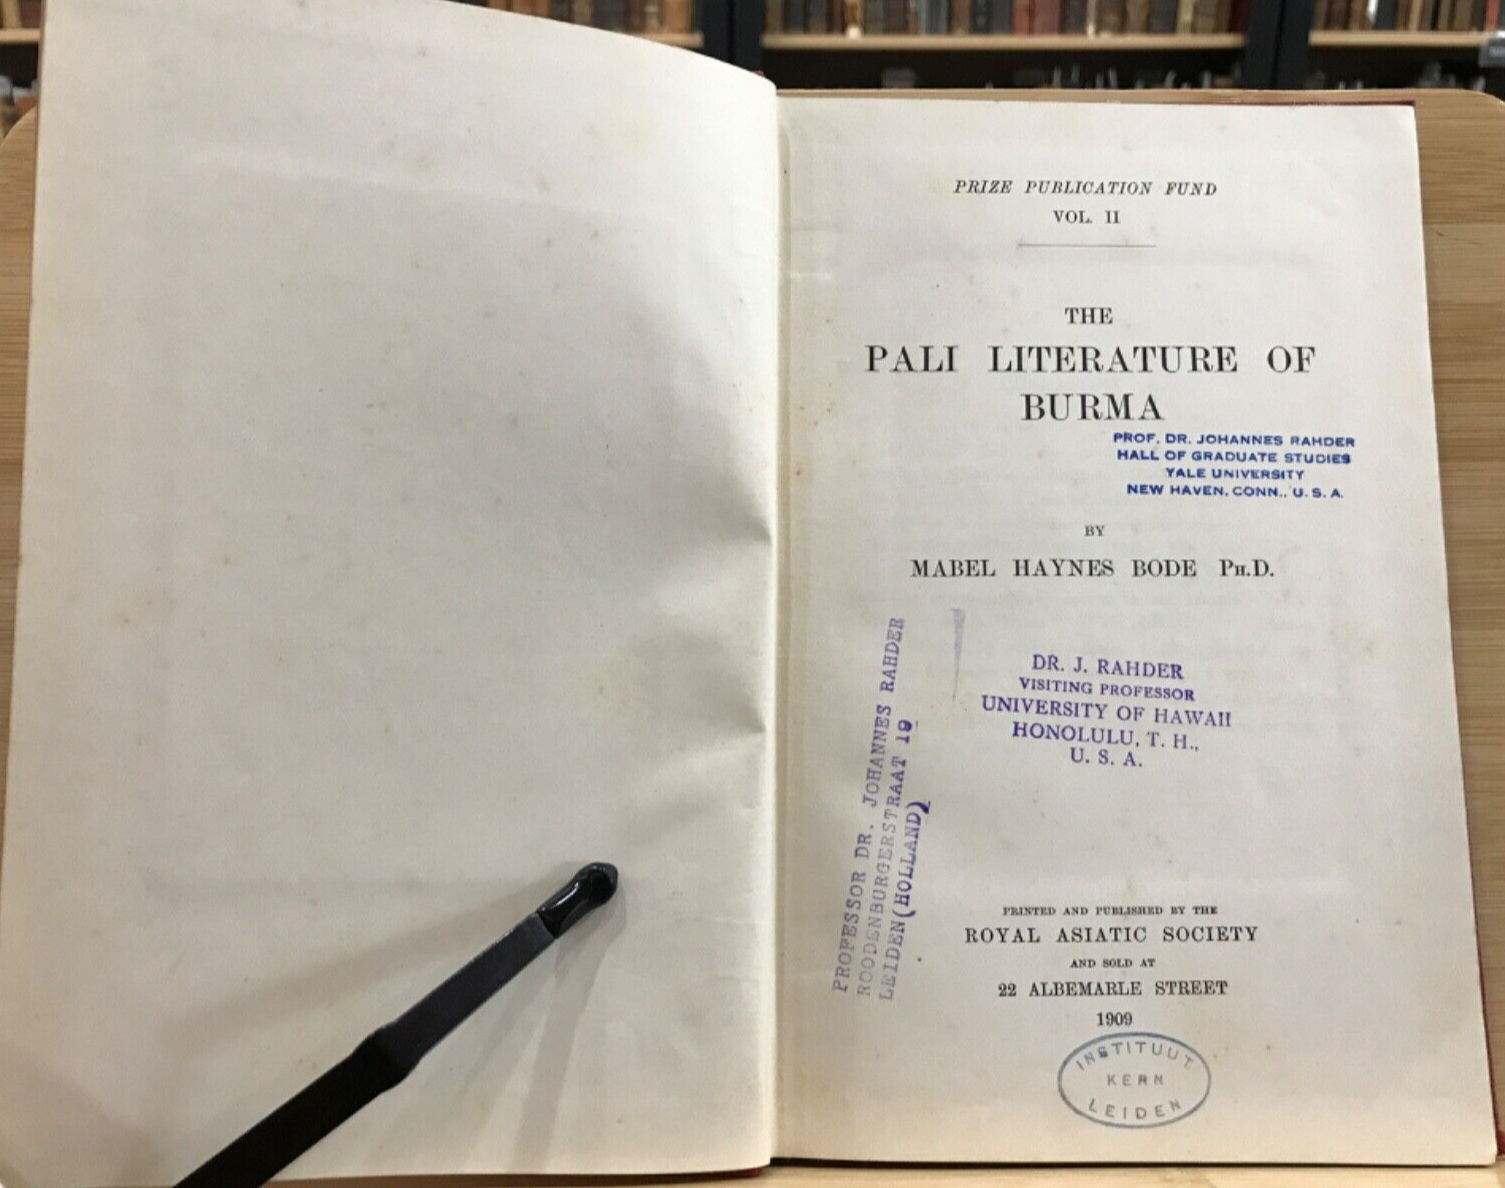 PRIZE PUBLICATION FUND
VOL. II
THE
PALI LITERATURE OF
BURMA
PROF. DR. JOHANNES RAHDER
HALL OF GRADUATE STUDIES
YALE UNIVERSITY
NEW HAVEN, CONN., U. S. A.
BY
MABEL HAYNES BODE PH.D.
DR. J. RAHDER
VISITING PROFESSOR
UNIVERSITY OF HAWAII
HONOLULU, T. H.,
U. S. A.
PROFESSOR DR. JOHANNES RAHDER
ROODENBURGERSTRAAT 19
LEIDEN(HOLLAND)
PRINTED AND PUBLISHED BY THE
ROYAL ASIATIC SOCIETY
AND SOLD AT
22 ALBEMARLE STREET
1909
INSTITUUT
KERN
LEIDEN